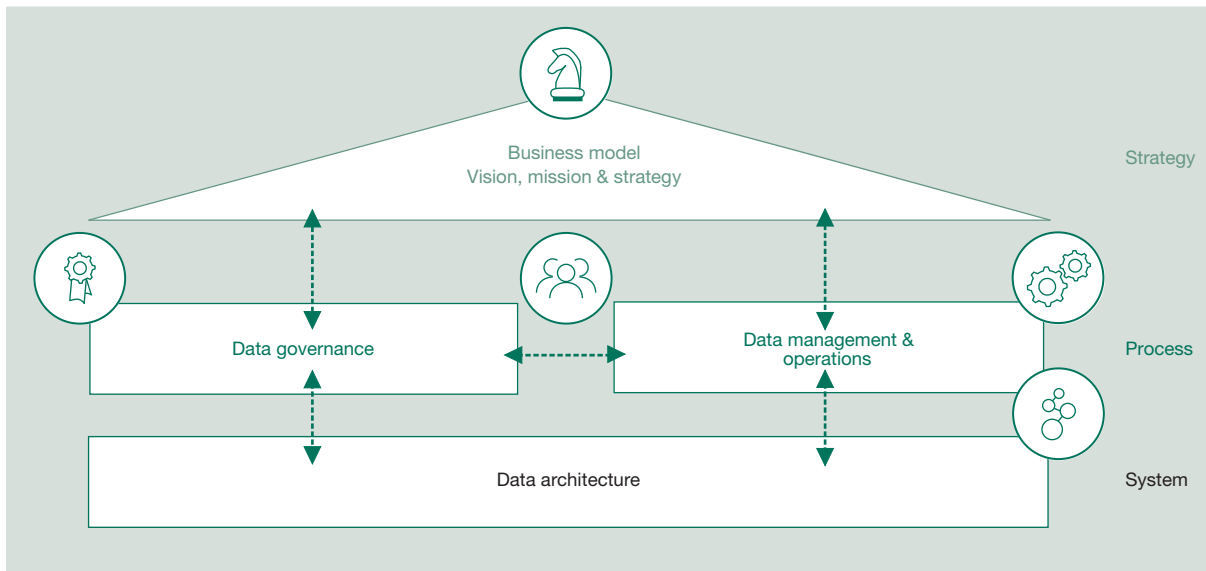 Business model
Vision, mission & strategy
Strategy
Data governance
Data management &
operations
Process
Data architecture
System